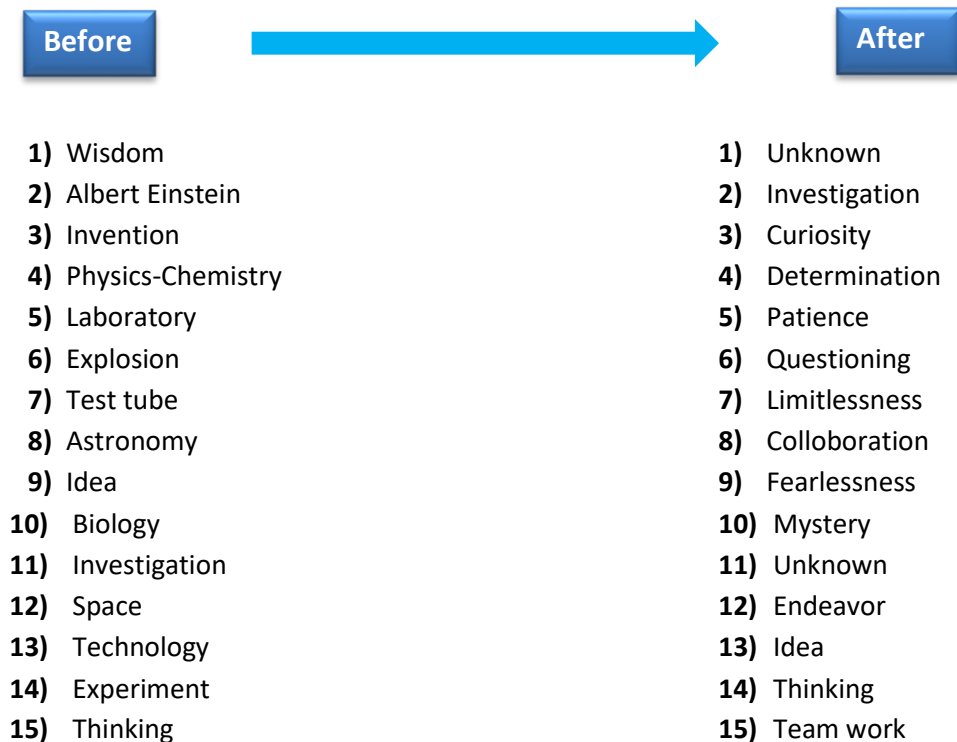 Before
After
1) Wisdom
2) Albert Einstein
3) Invention
4) Physics-Chemistry
5) Laboratory
6) Explosion
7) Test tube
8) Astronomy
9) Idea
10) Biology
11) Investigation
12) Space
13) Technology
14) Experiment
15) Thinking
1) Unknown
2) Investigation
3) Curiosity
4) Determination
5) Patience
6) Questioning
7) Limitlessness
8) Colloboration
9) Fearlessness
10) Mystery
11) Unknown
12) Endeavor
13) Idea
14) Thinking
15) Team work